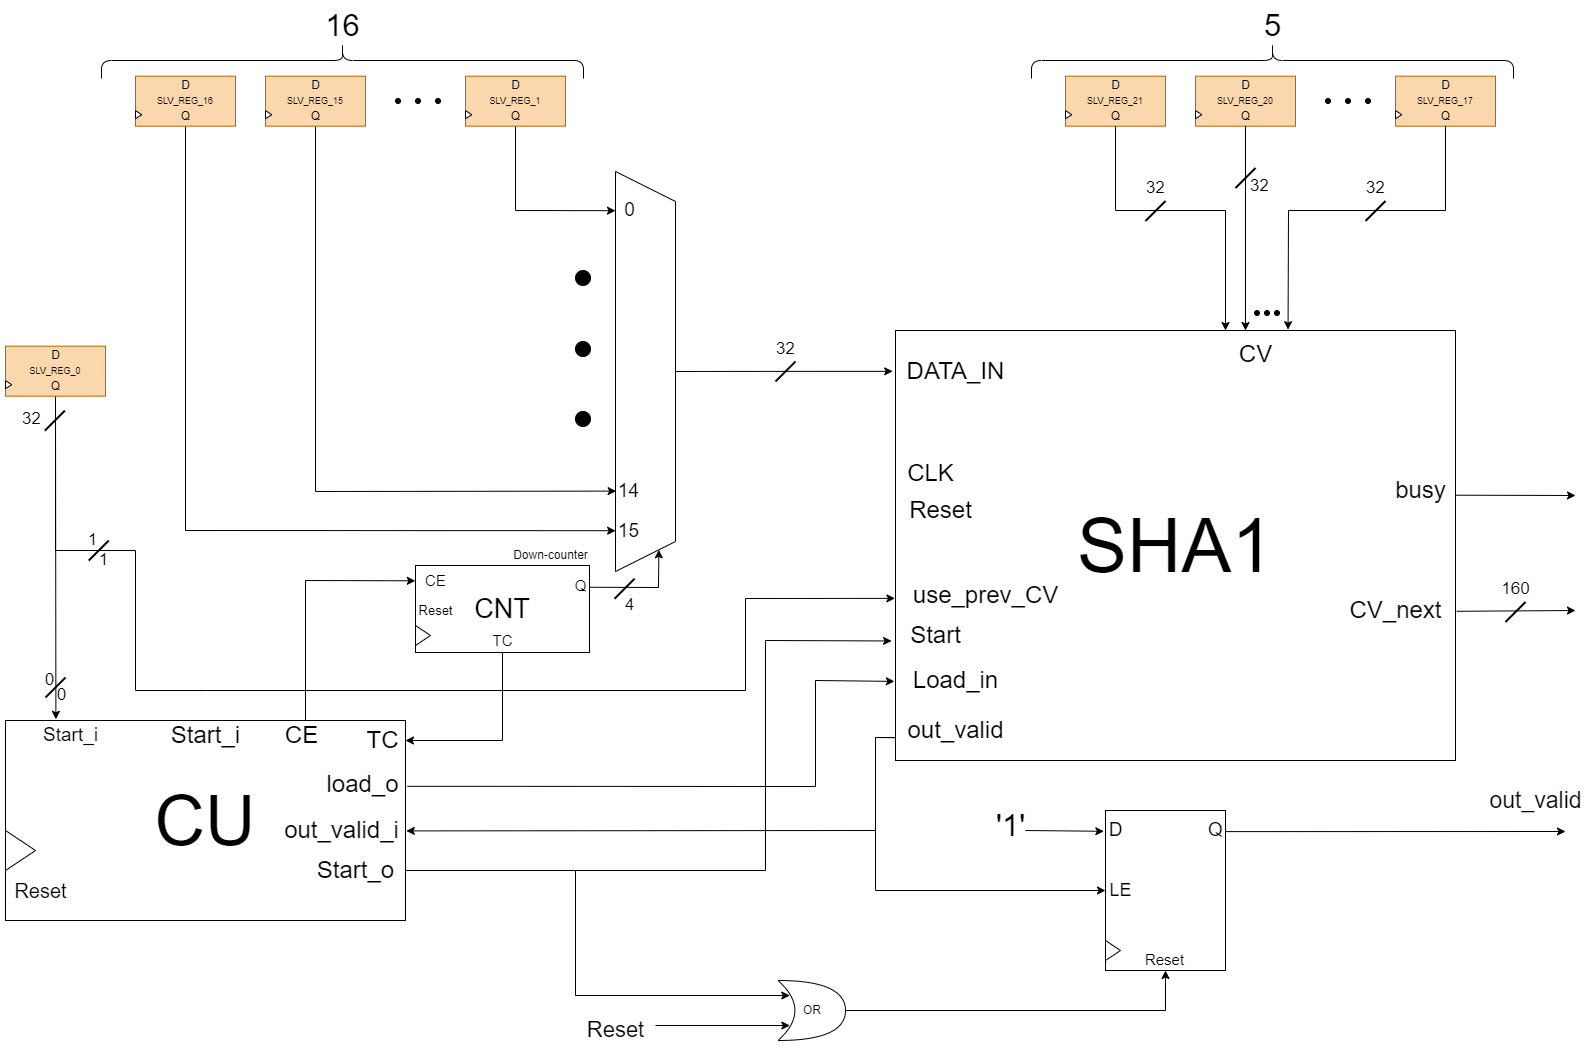 16
5
D
SLV_REG_16
Q
D
SLV_REG_15
Q
D
SLV_REG_1
Q
D
SLV_REG_21
Q
D
SLV_REG_20
Q
D
SLV_REG_17
Q
32
32
32
0
14
15
32
D
SLV_REG_0
Q
32
1
1
0
0
Down-counter
CE
Q
Reset
CNT
TC
4
CV
DATA_IN
CLK
Reset
SHA1
busy
use_prev_CV
CV_next
160
Start
Load_in
out_valid
Start_i
Start_i
CE
TC
load_o
CU
out_valid_i
Start_o
Reset
'1'
D
Q
LE
Reset
out_valid
OR
Reset